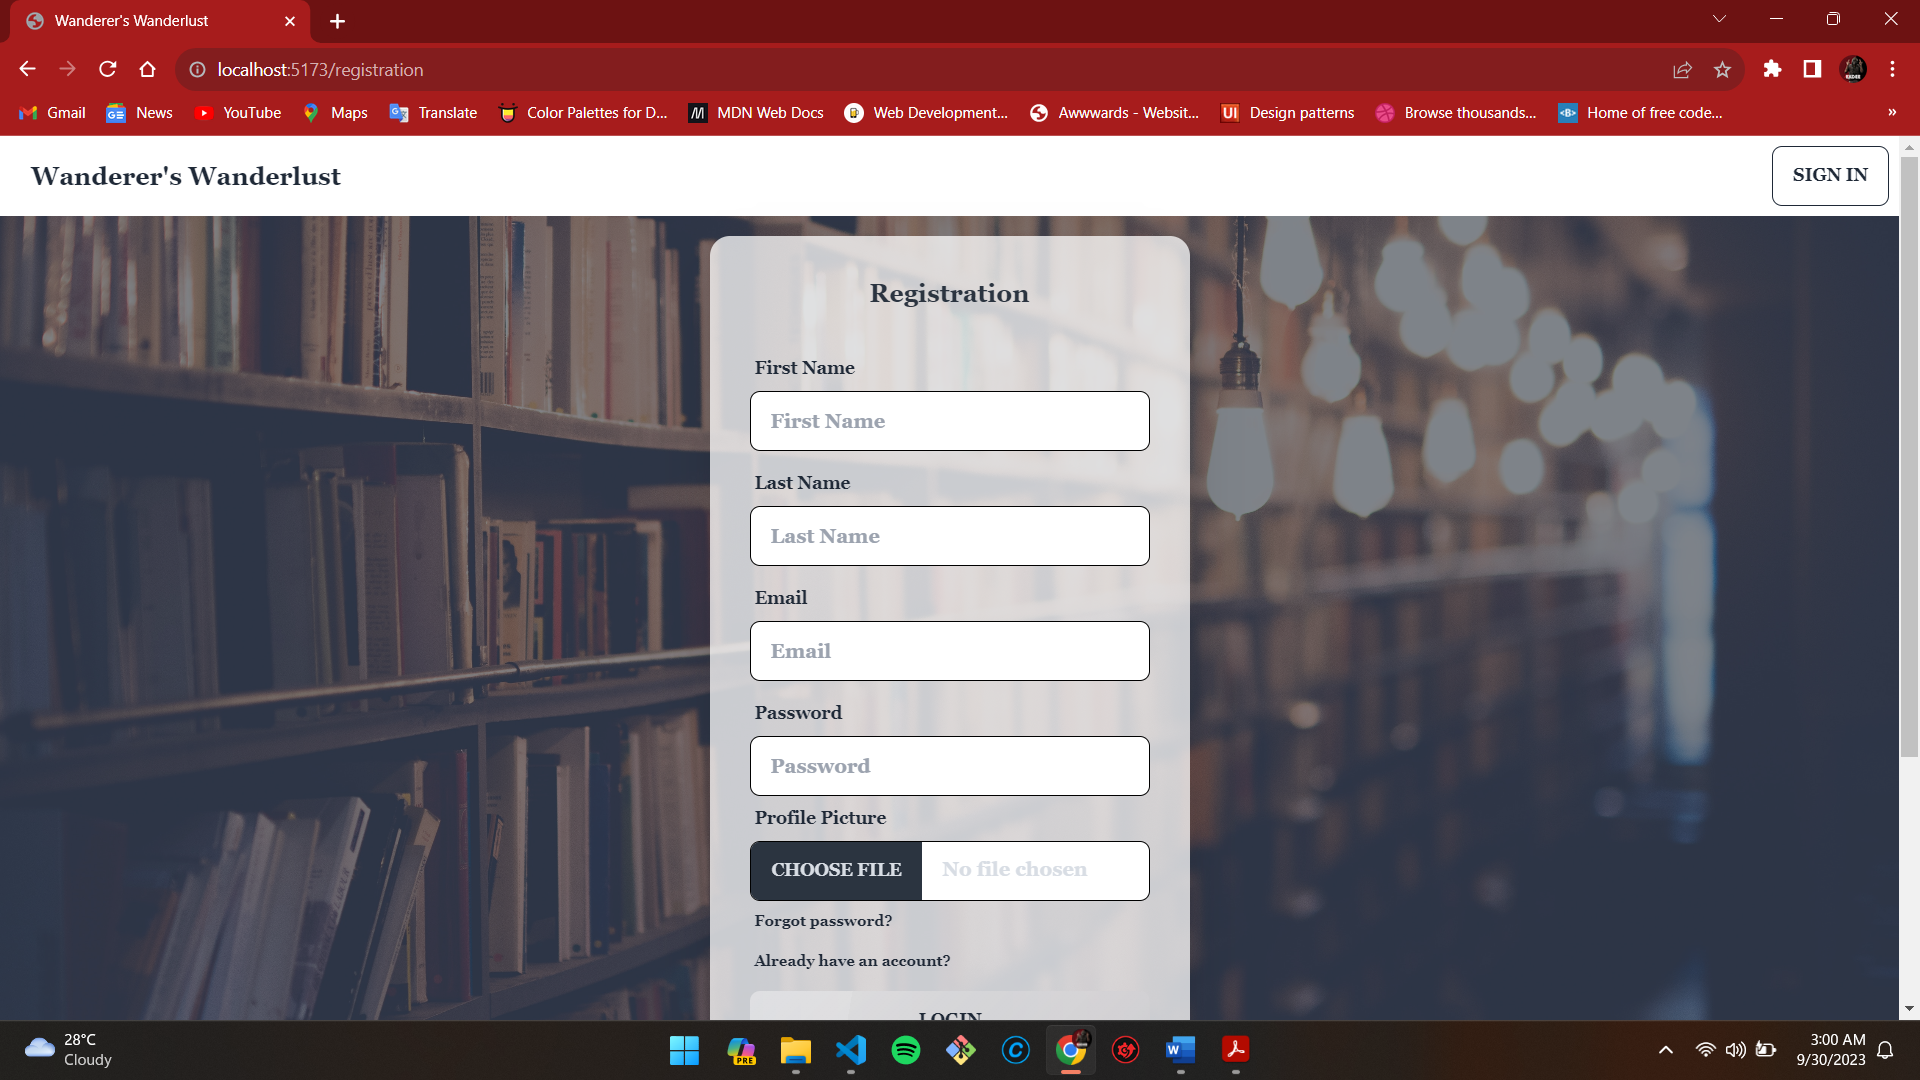 Wanderer's Wanderlust
localhost:5173/registration
Gmail
News
YouTube
Maps
Translate
Color Palettes for D...
MDN Web Docs
Web Development...
Awwwards - Websit...
UI
Design patterns
Browse thousands...
Home of free code...
»
Wanderer's Wanderlust
SIGN IN
Registration
First Name
First Name
Last Name
Last Name
Email
Email
Password
Password
Profile Picture
CHOOSE FILE No file chosen
Forgot password?
Already have an account?
LOGIN
28°C
Cloudy
PRE
3:00 AM
9/30/2023